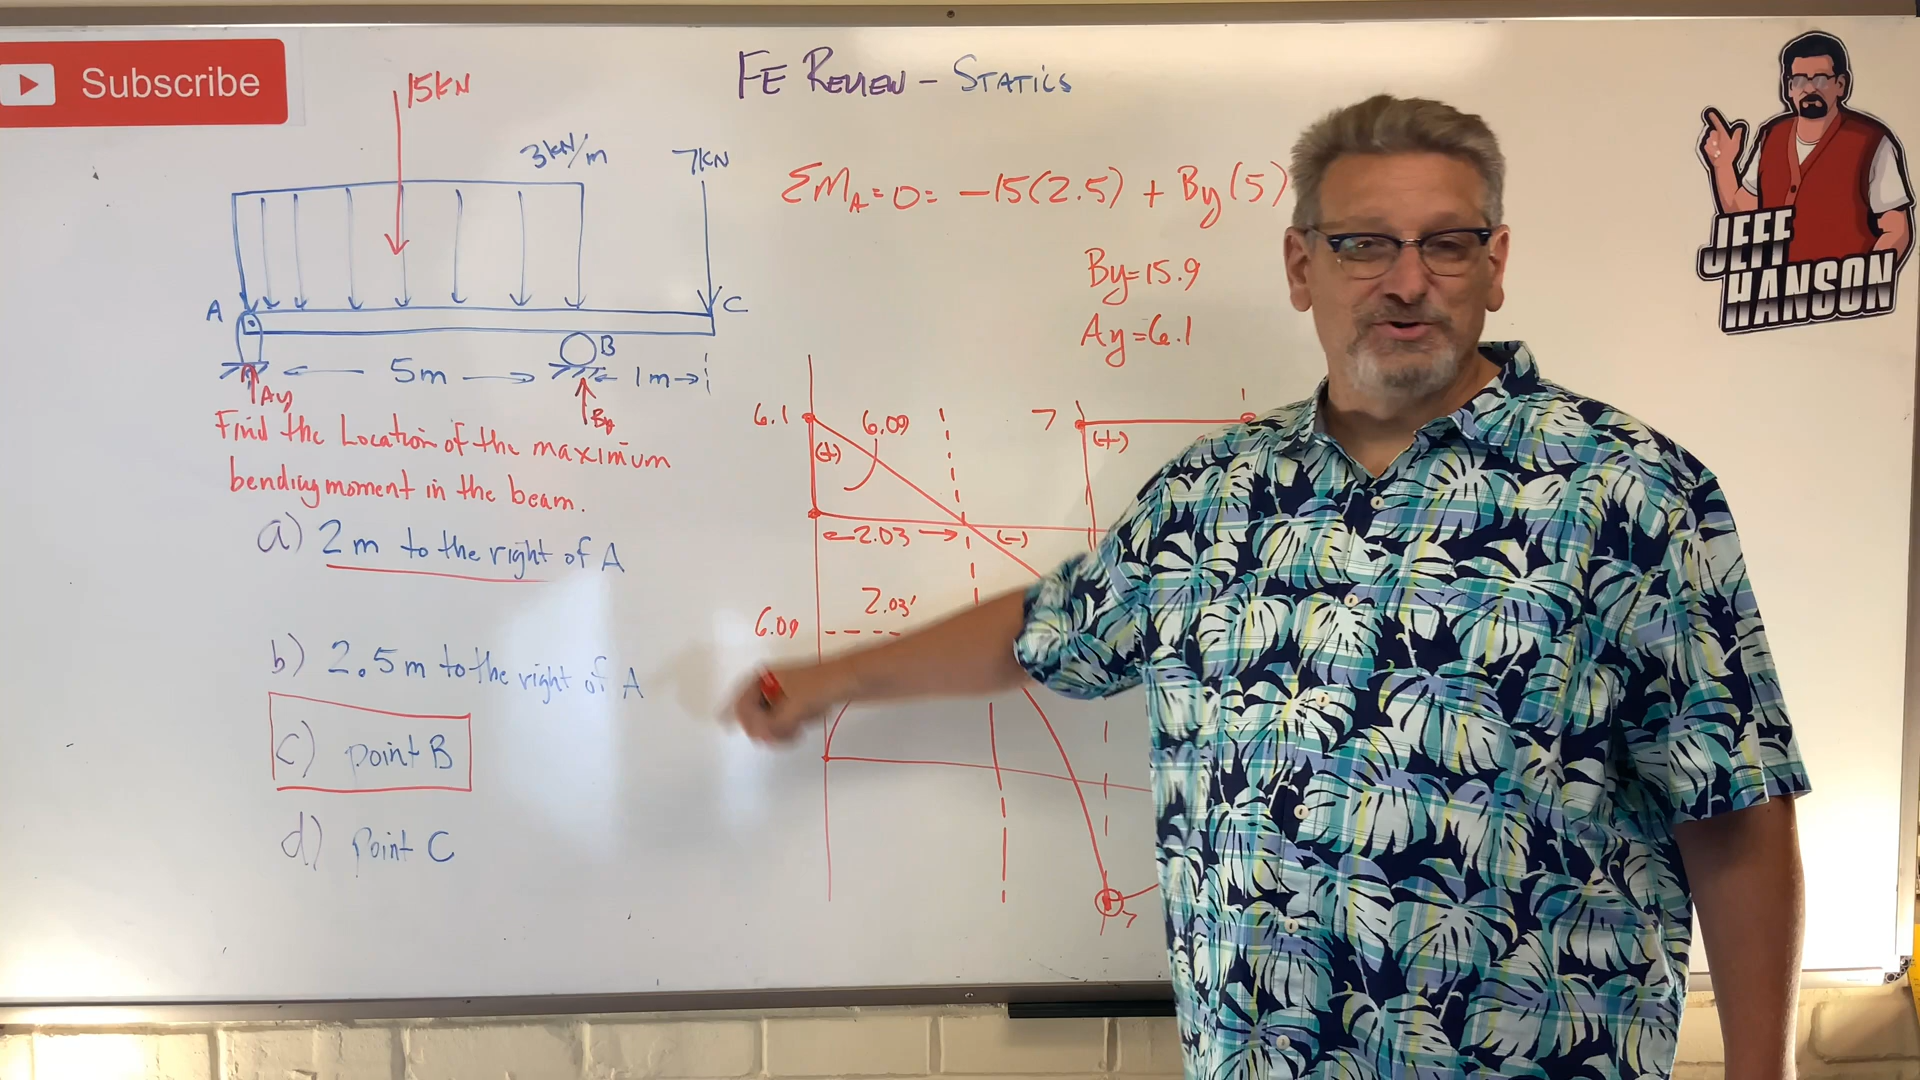 Subscribe
FE REVIEW – STATICS
15KN
3KN/m
7KN
A
C
B
5m
1m
Ay
By
Find the Location of the maximum
bending moment in the beam.
a) 2m to the right of A
b) 2.5m to the right of A
c) point B
d) Point C
ΣMA=0= -15(2.5) + By(5)
By=15.9
Ay=6.1
6.1
6.09
(+)
2.03
(-)
7
(+)
2.03'
6.09
7
JEFF
HANSON